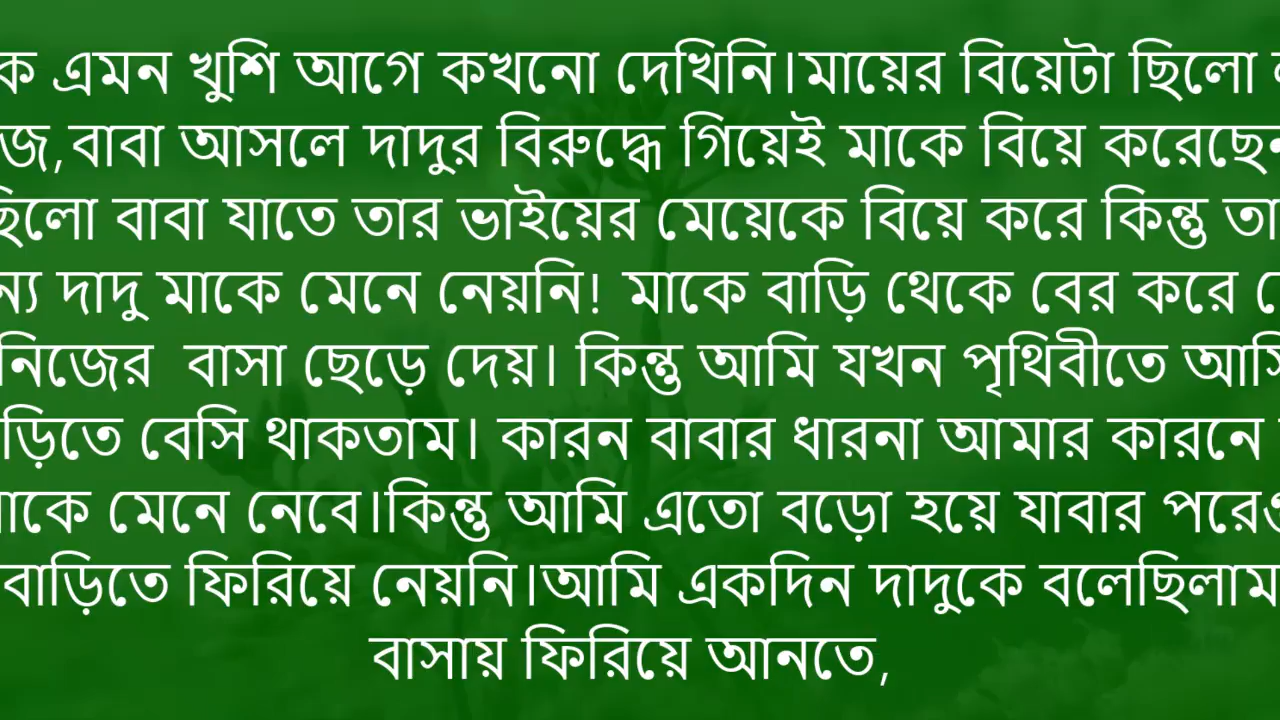 ক এমন খুশি আগে কখনো দেখিনি।মায়ের বিয়েটা ছিলো
জ,বাবা আসলে দাদুর বিরুদ্ধে গিয়েই মাকে বিয়ে করেছেন
ছিলো বাবা যাতে তার ভাইয়ের মেয়েকে বিয়ে করে কিন্তু তা
ন্য দাদু মাকে মেনে নেয়নি! মাকে বাড়ি থেকে বের করে
নিজের বাসা ছেড়ে দেয়। কিন্তু আমি যখন পৃথিবীতে আসি
ড়িতে বেসি থাকতাম। কারন বাবার ধারনা আমার কারনে
মাকে মেনে নেবে।কিন্তু আমি এতো বড়ো হয়ে যাবার পরেও
বাড়িতে ফিরিয়ে নেয়নি।আমি একদিন দাদুকে বলেছিলাম
বাসায় ফিরিয়ে আনতে,